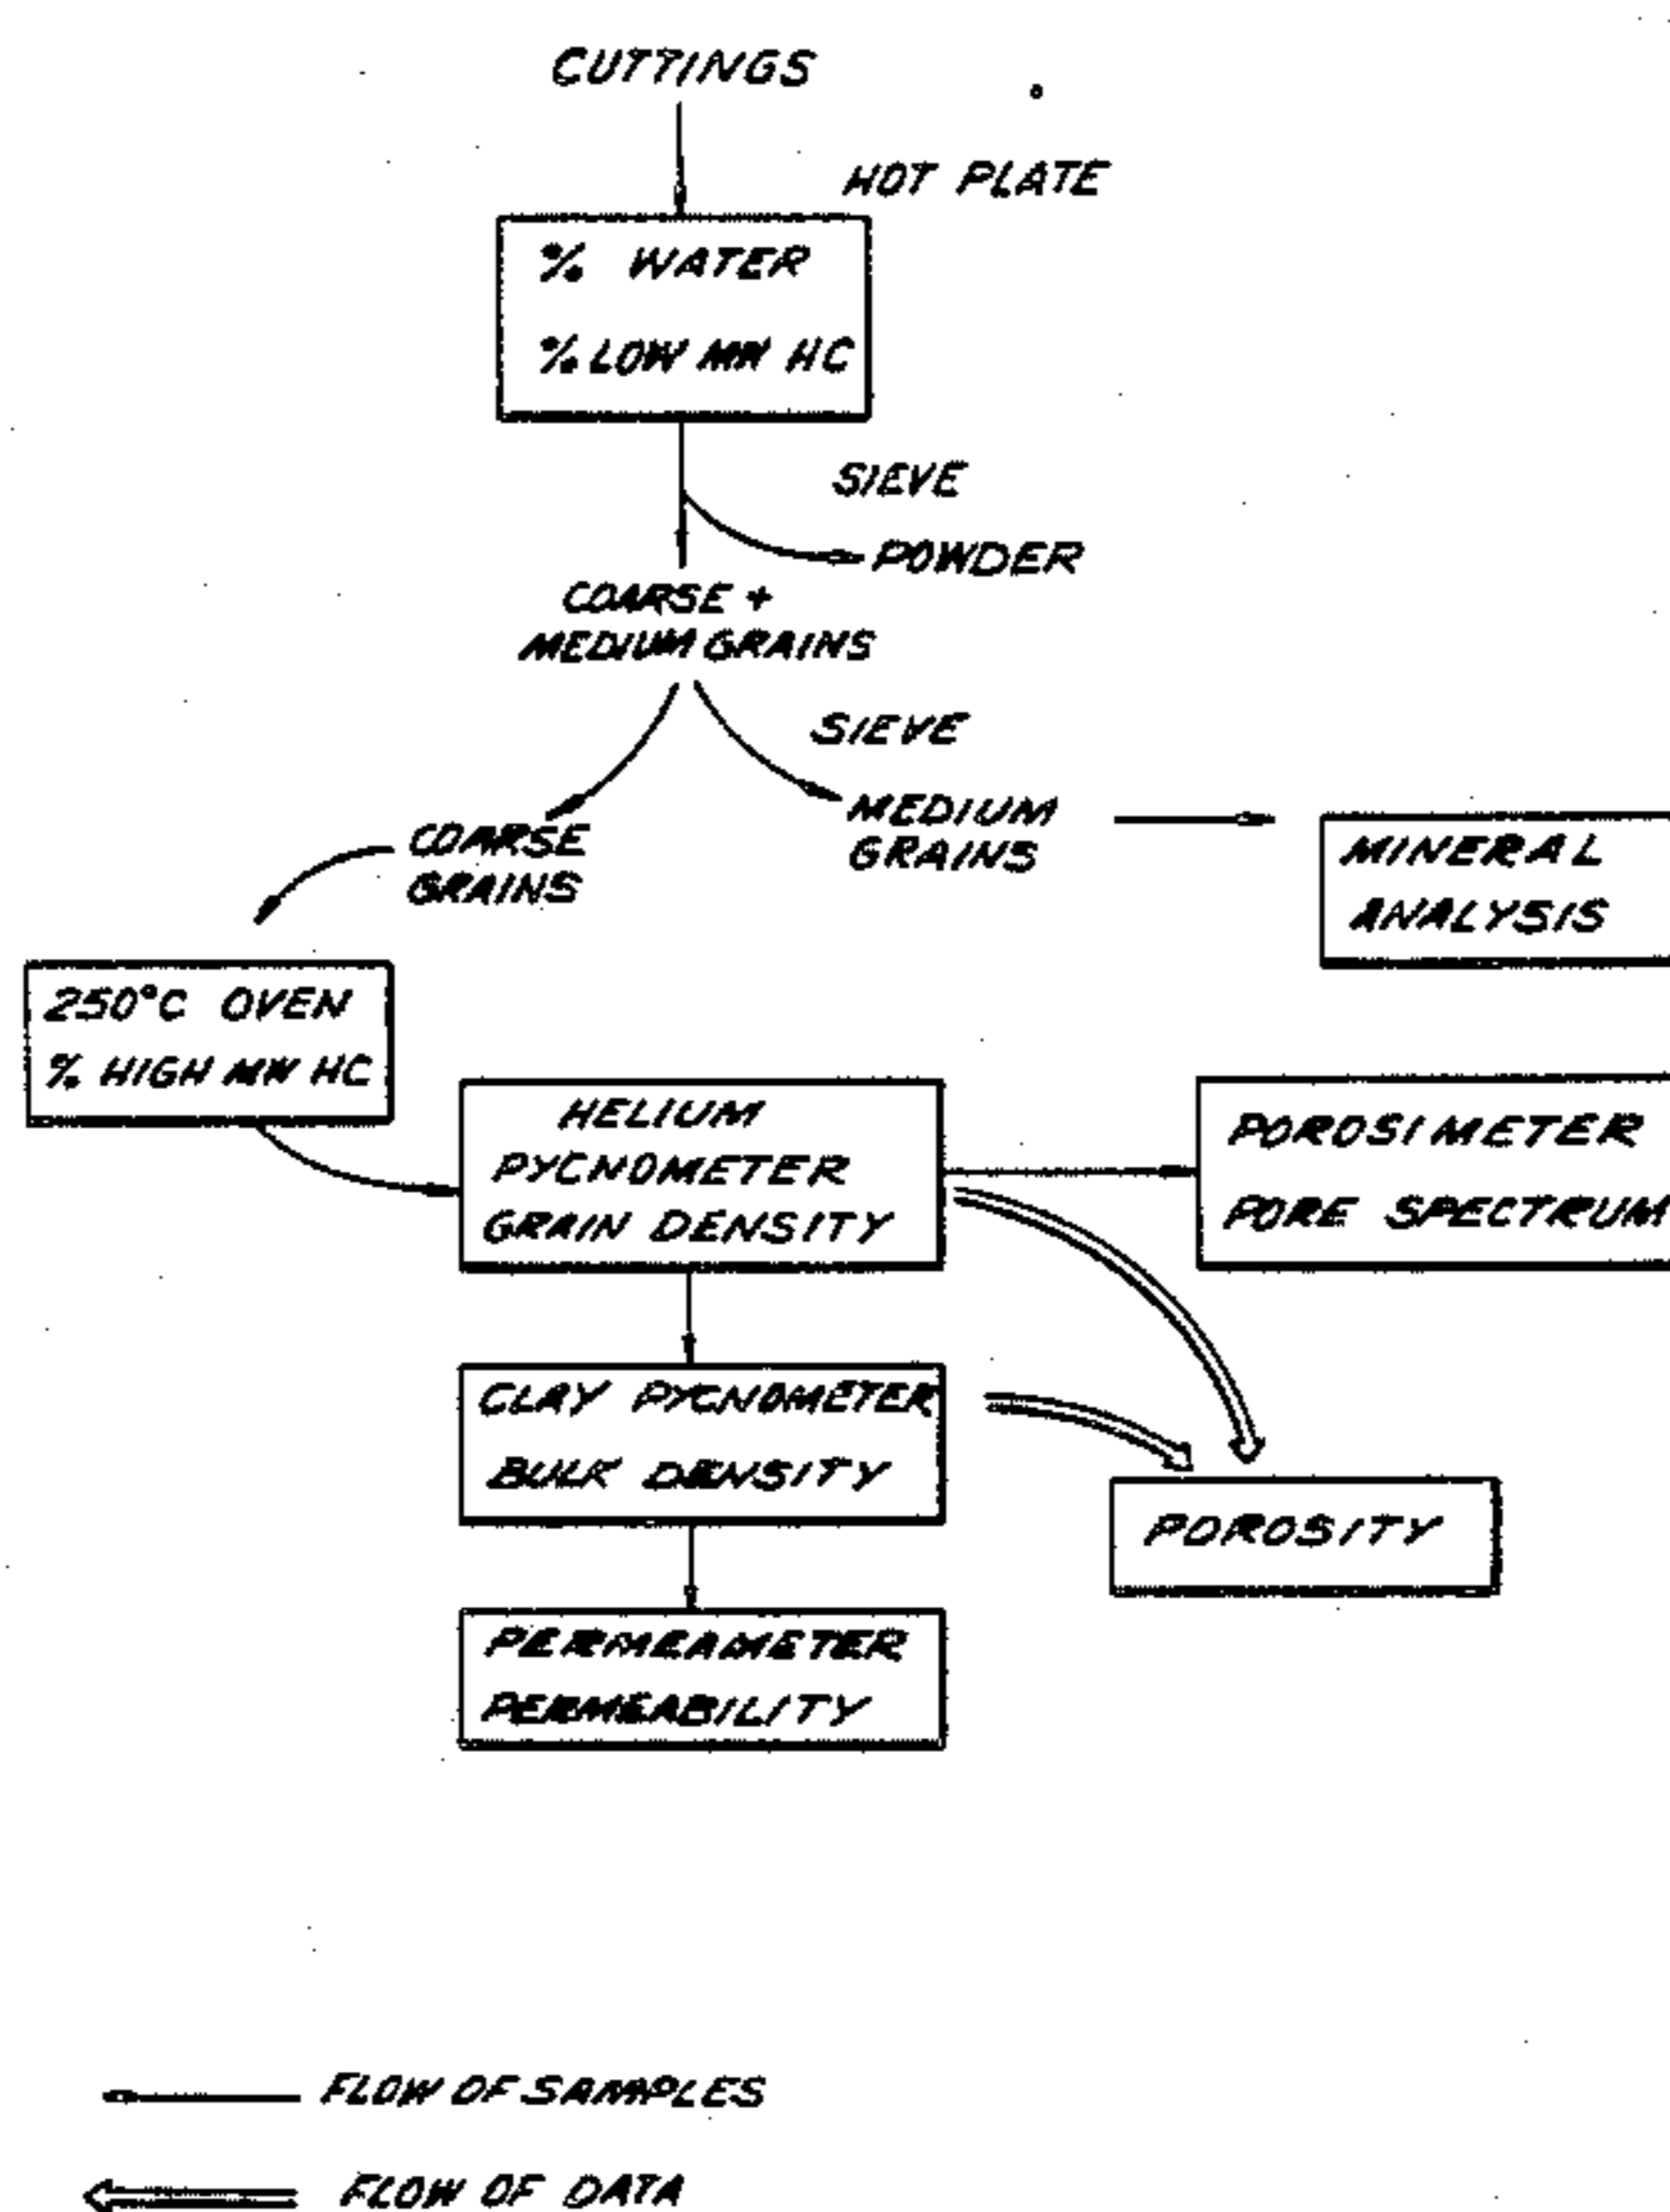 CUTTINGS
HOT PLATE
% WATER
% LOW MW HC
SIEVE
POWDER
COARSE +
MEDIUM GRAINS
SIEVE
MEDIUM
GRAINS
COARSE
GRAINS
MINERAL
ANALYSIS
250°C OVEN
% HIGH MW HC
HELIUM
PYCNOMETER
GRAIN DENSITY
POROSIMETER
PORE SPECTRUM
CLAY PYCNOMETER
BULK DENSITY
POROSITY
PERMEAMETER
PERMEABILITY
FLOW OF SAMPLES
FLOW OF DATA